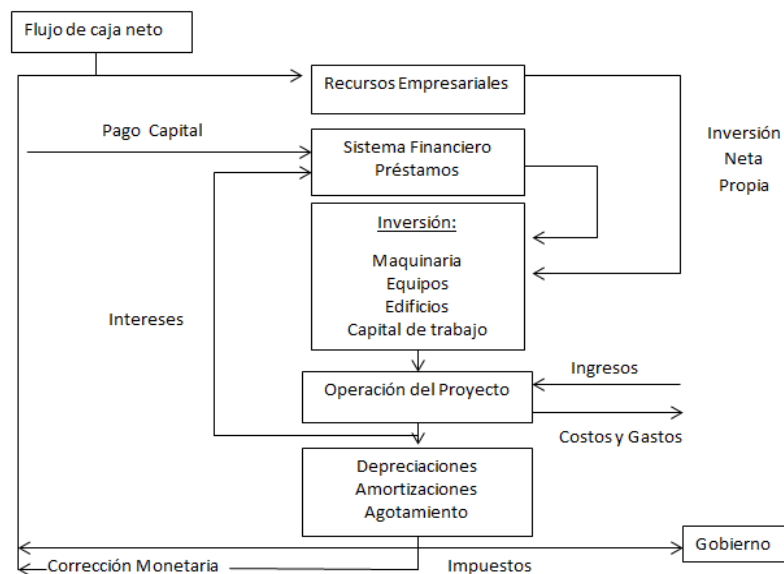 Flujo de caja neto
Recursos Empresariales
Pago Capital
Sistema Financiero
Préstamos
Inversión
Neta
Propia
Inversión:
Maquinaria
Equipos
Edificios
Capital de trabajo
Intereses
Ingresos
Operación del Proyecto
Costos y Gastos
Depreciaciones
Amortizaciones
Agotamiento
Gobierno
Corrección Monetaria
Impuestos